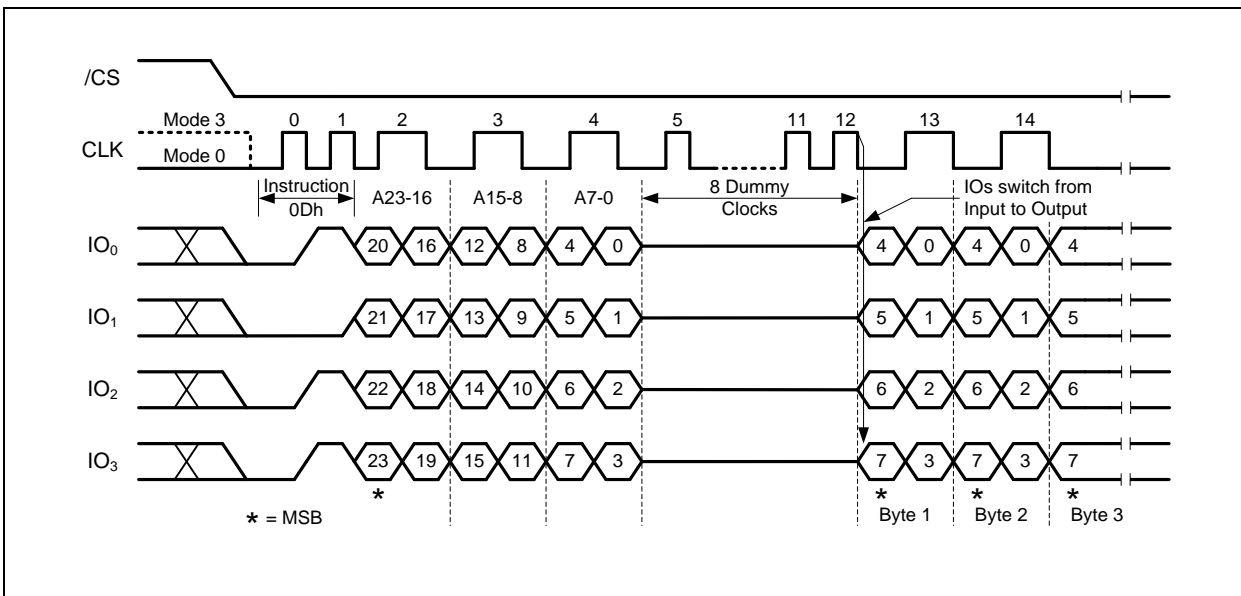 /CS
Mode 3 0 1 2 3 4 5 11 12 13 14
CLK
Mode 0
Instruction 0Dh A23-16 A15-8 A7-0 8 Dummy Clocks IOs switch from Input to Output
IO₀ 20 16 12 8 4 0 4 0 4 0 4
IO₁ 21 17 13 9 5 1 5 1 5 1 5
IO₂ 22 18 14 10 6 2 6 2 6 2 6
IO₃ 23 19 15 11 7 3 7 3 7 3 7
* * * *
* = MSB Byte 1 Byte 2 Byte 3